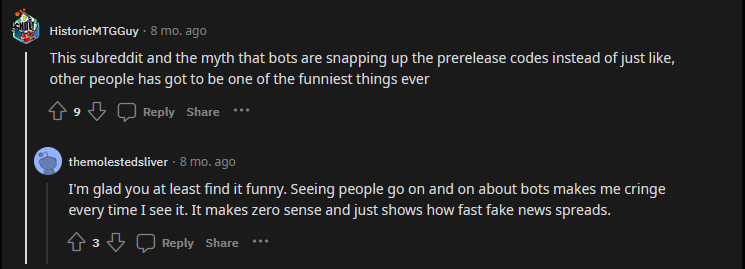 HistoricMTGGuy · 8 mo. ago
This subreddit and the myth that bots are snapping up the prerelease codes instead of just like,
other people has got to be one of the funniest things ever
9 Reply Share ...
themolestedsliver · 8 mo. ago
I'm glad you at least find it funny. Seeing people go on and on about bots makes me cringe
every time I see it. It makes zero sense and just shows how fast fake news spreads.
3 Reply Share ...